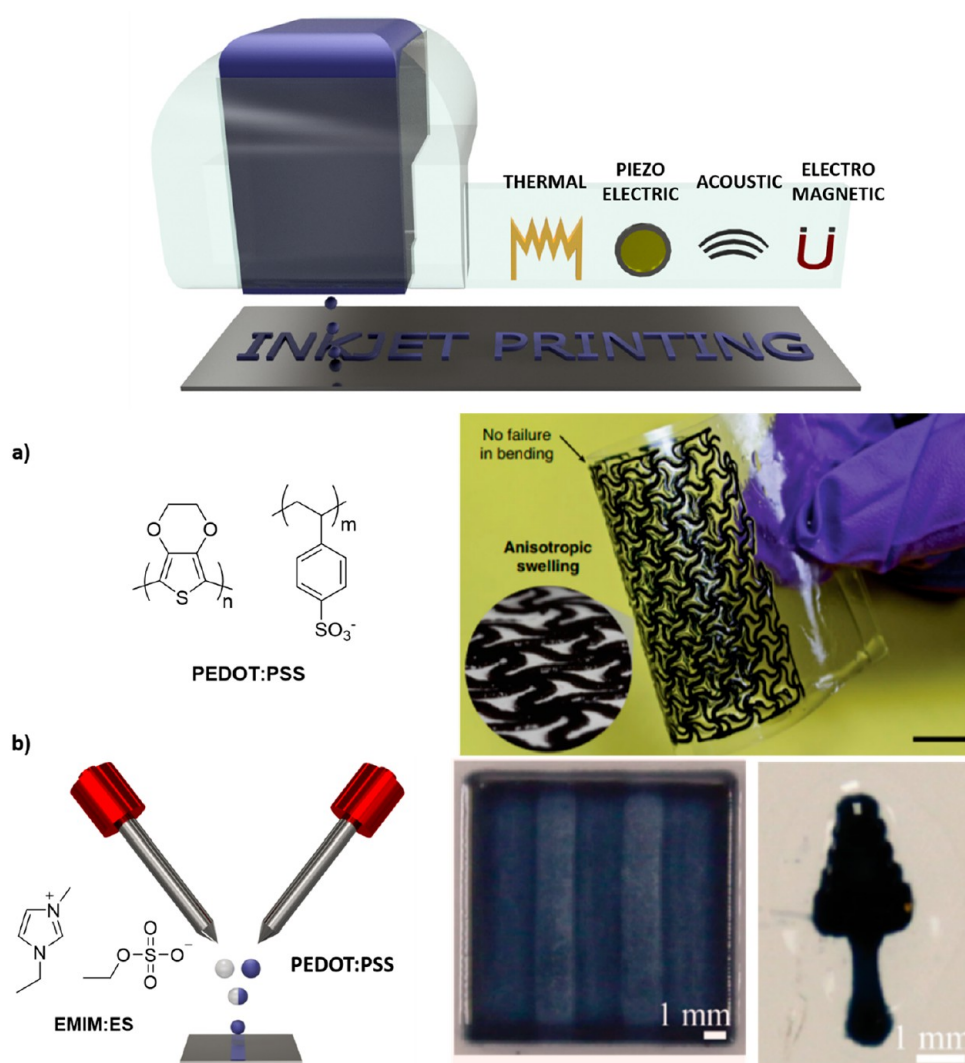 THERMAL
PIEZO
ELECTRIC
ACOUSTIC
ELECTRO
MAGNETIC
INKJET PRINTING
a)
O
O
S
n
m
SO3-
PEDOT:PSS
No failure
in bending
Anisotropic
swelling
b)
N
+
N
O
O
S
O-
O
EMIM:ES
PEDOT:PSS
1 mm
1 mm